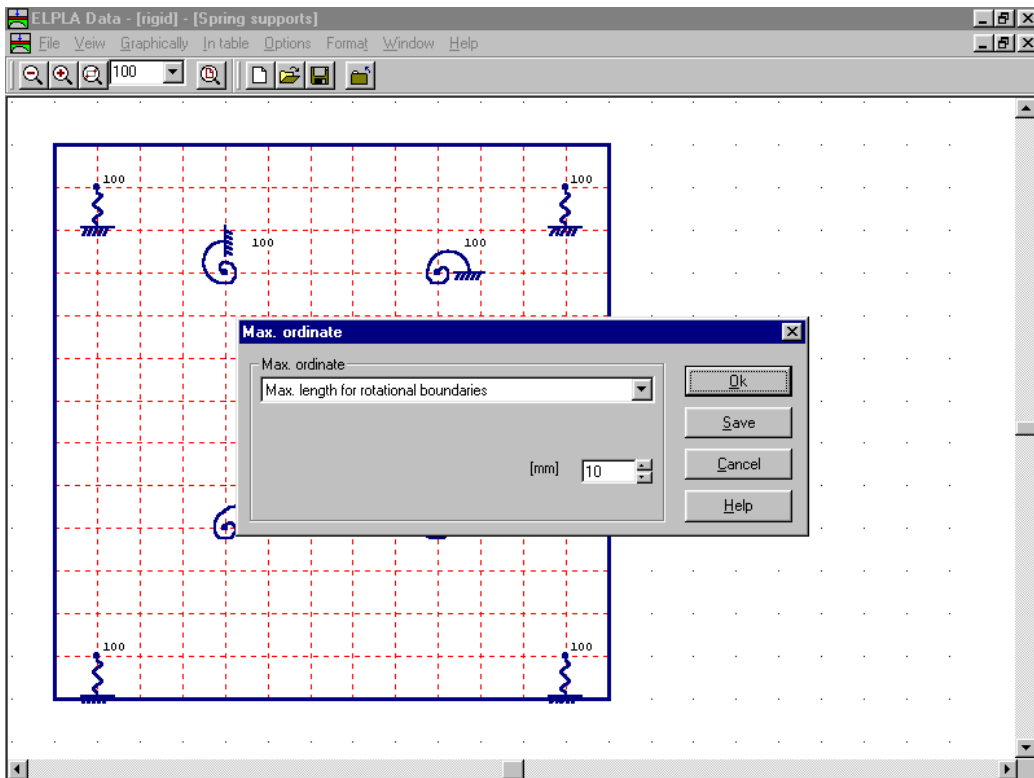 ELPLA Data - [rigid] - [Spring supports]
File Veiw Graphically In table Options Format Window Help
100
100 100
100 100
Max. ordinate
Max. ordinate
Max. length for rotational boundaries
Ok
Save
[mm] 10 Cancel
Help
100 100